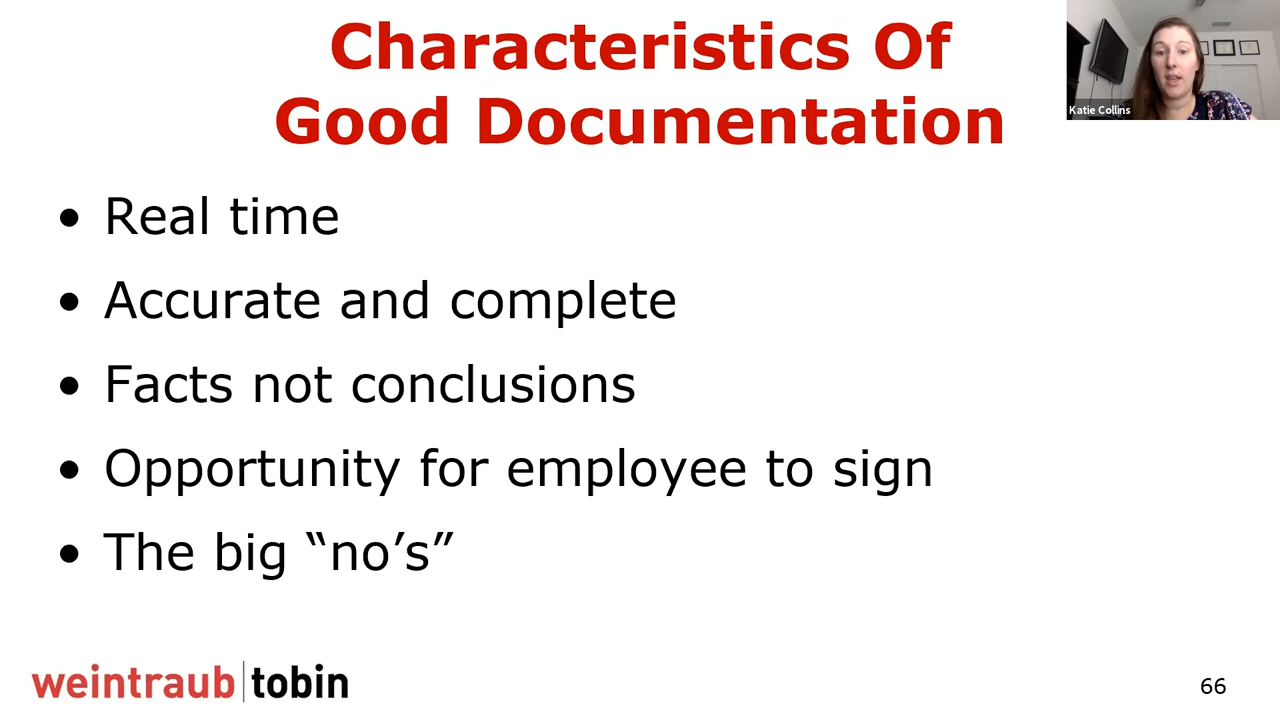 Characteristics Of
Good Documentation
Katie Collins
• Real time
• Accurate and complete
• Facts not conclusions
• Opportunity for employee to sign
• The big “no’s”
weintraub|tobin
66